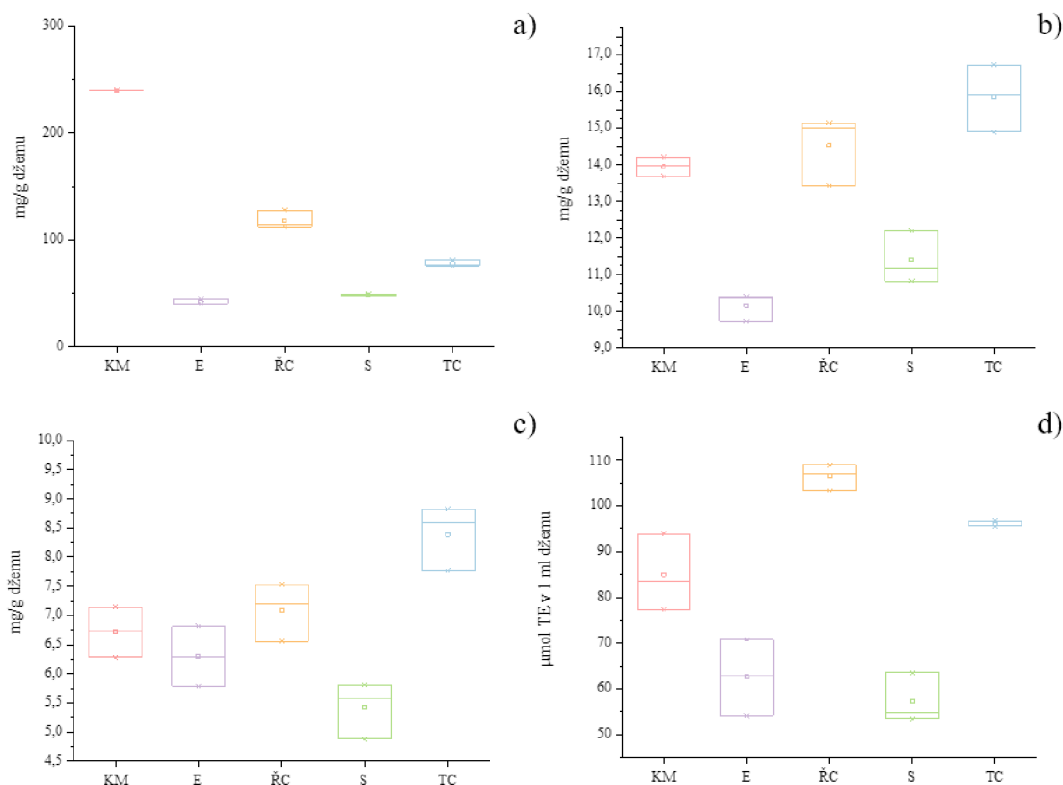 a)
mg/g džemu
300
200
100
0
KM E ŘC S TC
b)
mg/g džemu
17,0
16,0
15,0
14,0
13,0
12,0
11,0
10,0
9,0
KM E ŘC S TC
c)
mg/g džemu
10,0
9,5
9,0
8,5
8,0
7,5
7,0
6,5
6,0
5,5
5,0
4,5
KM E ŘC S TC
d)
µmol TE v 1 ml džemu
110
100
90
80
70
60
50
KM E ŘC S TC